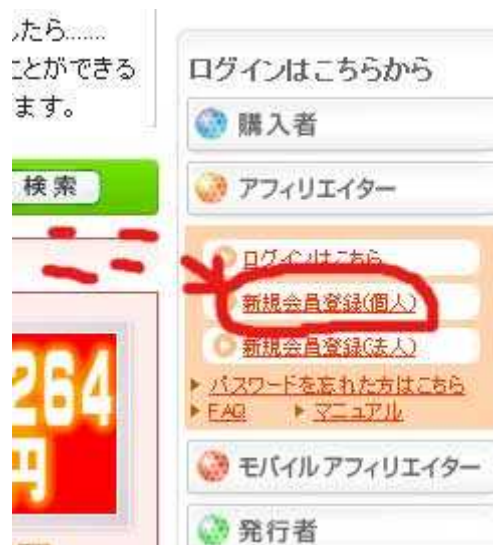 したら......
ことができる
ます。
検索
264
円
ログインはこちらから
購入者
アフィリエイター
ログインはこちら
新規会員登録(個人)
新規会員登録(法人)
パスワードを忘れた方はこちら
FAQ
マニュアル
モバイルアフィリエイター
発行者